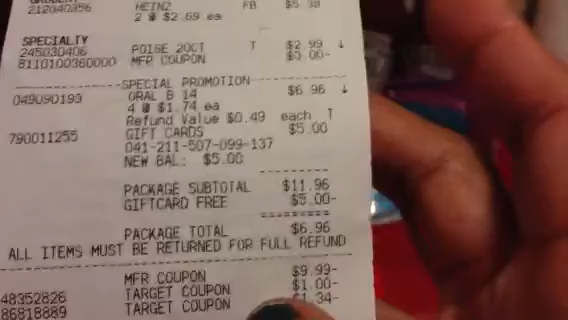 212040356 HEINZ FB $5.38
2 @ $2.69 ea
SPECIALTY
245030406 POISE 20CT T $2.99 ↓
8110100360000 MFR COUPON $3.00-
SPECIAL PROMOTION
049090193 ORAL B 14 $6.96 ↓
4 @ $1.74 ea
Refund Value $0.49 each T
790011255 GIFT CARDS $5.00
041-211-507-099-137
NEW BAL: $5.00
PACKAGE SUBTOTAL $11.96
GIFTCARD FREE $5.00-
PACKAGE TOTAL $6.96
ALL ITEMS MUST BE RETURNED FOR FULL REFUND
MFR COUPON $9.99-
48352826 TARGET COUPON $1.00-
86818889 TARGET COUPON $1.34-